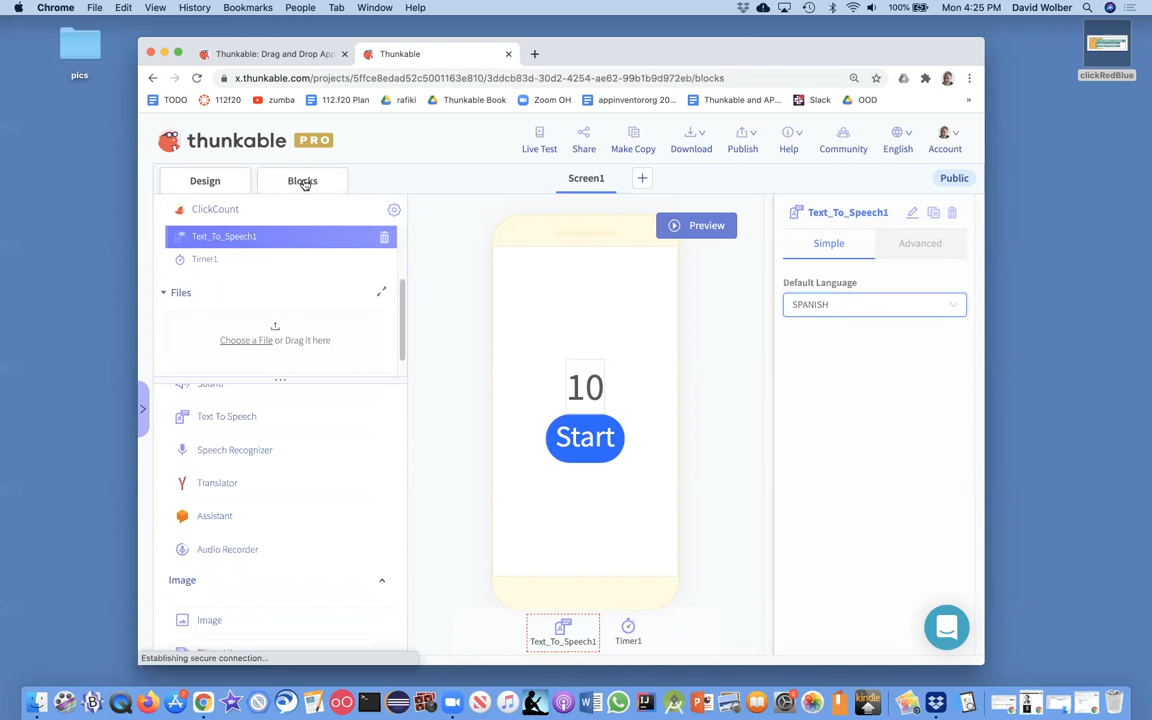 Chrome File Edit View History Bookmarks People Tab Window Help 100% Mon 4:25 PM David Wolber
pics
clickRedBlue
Thunkable: Drag and Drop App
Thunkable
x.thunkable.com/projects/5ffce8edad52c5001163e810/3ddcb83d-30d2-4254-ae62-99b1b9d972eb/blocks
TODO 112f20 zumba 112.f20 Plan rafiki Thunkable Book Zoom OH appinventororg 20... Thunkable and AP... Slack OOD »
thunkable PRO
Live Test Share Make Copy Download Publish Help Community English Account
Design Blocks Screen1 + Public
ClickCount
Text_To_Speech1
Timer1
Files
Choose a File or Drag it here
Sound
Text To Speech
Speech Recognizer
Translator
Assistant
Audio Recorder
Image
Image
Preview
10
Start
Text_To_Speech1 Timer1
Text_To_Speech1
Simple Advanced
Default Language
SPANISH
Establishing secure connection...
kindle